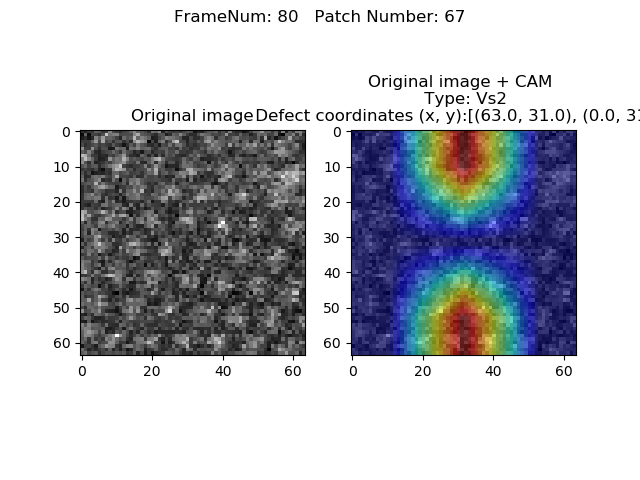 FrameNum: 80   Patch Number: 67
Original image + CAM
Type: Vs2
Original image
Defect coordinates (x, y):[(63.0, 31.0), (0.0, 31
0
10
20
30
40
50
60
0 20 40 60
0
10
20
30
40
50
60
0 20 40 60